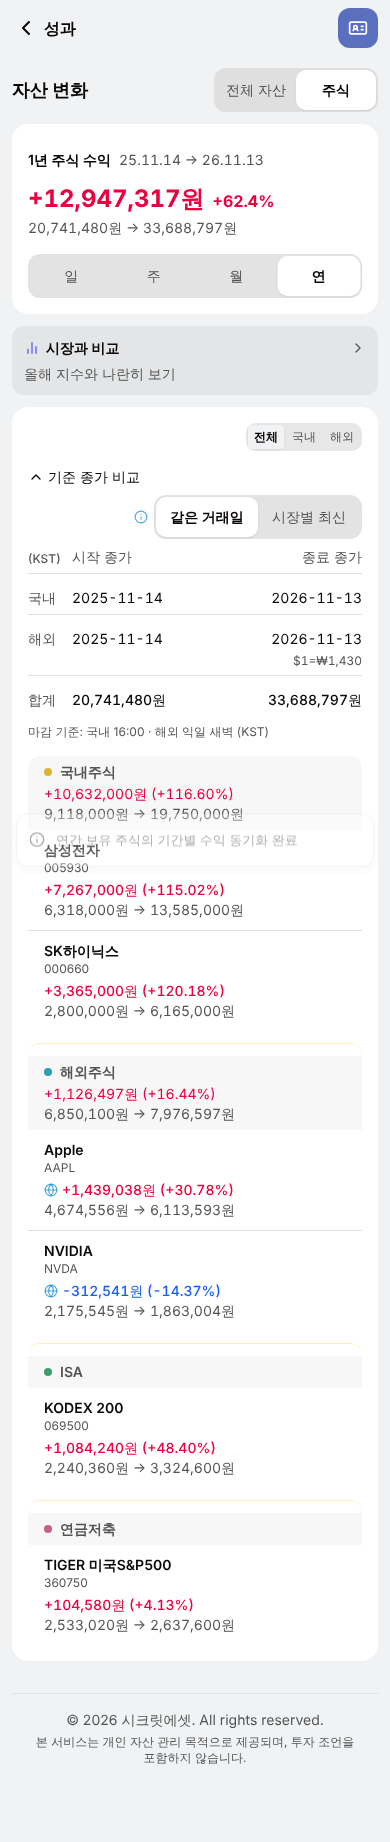 성과
자산 변화
전체 자산 주식
1년 주식 수익 25.11.14 → 26.11.13
+12,947,317원 +62.4%
20,741,480원 → 33,688,797원
일 주 월 연
시장과 비교
올해 지수와 나란히 보기
전체 국내 해외
기준 종가 비교
같은 거래일 시장별 최신
(KST) 시작 종가 종료 종가
국내 2025-11-14 2026-11-13
해외 2025-11-14 2026-11-13
$1=₩1,430
합계 20,741,480원 33,688,797원
마감 기준: 국내 16:00 · 해외 익일 새벽 (KST)
국내주식
+10,632,000원 (+116.60%)
9,118,000원 → 19,750,000원
연간 보유 주식의 기간별 수익 동기화 완료
삼성전자
005930
+7,267,000원 (+115.02%)
6,318,000원 → 13,585,000원
SK하이닉스
000660
+3,365,000원 (+120.18%)
2,800,000원 → 6,165,000원
해외주식
+1,126,497원 (+16.44%)
6,850,100원 → 7,976,597원
Apple
AAPL
+1,439,038원 (+30.78%)
4,674,556원 → 6,113,593원
NVIDIA
NVDA
-312,541원 (-14.37%)
2,175,545원 → 1,863,004원
ISA
KODEX 200
069500
+1,084,240원 (+48.40%)
2,240,360원 → 3,324,600원
연금저축
TIGER 미국S&P500
360750
+104,580원 (+4.13%)
2,533,020원 → 2,637,600원
© 2026 시크릿에셋. All rights reserved.
본 서비스는 개인 자산 관리 목적으로 제공되며, 투자 조언을
포함하지 않습니다.